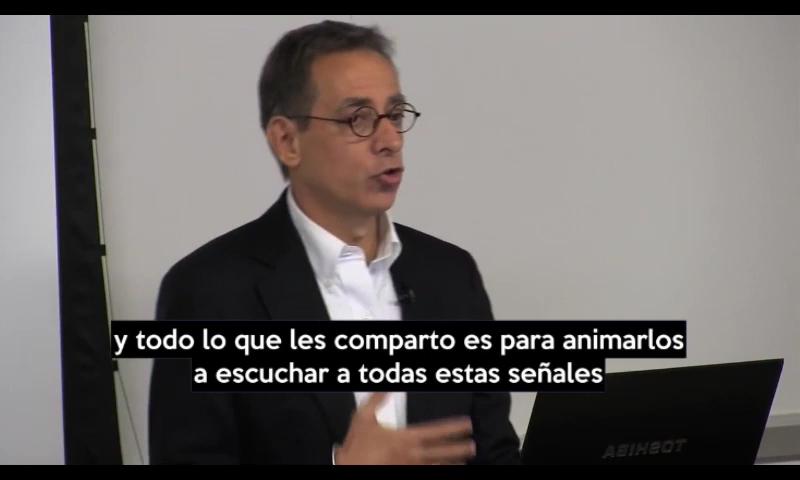 y todo lo que les comparto es para animarlos
a escuchar a todas estas señales
TOSHIBA